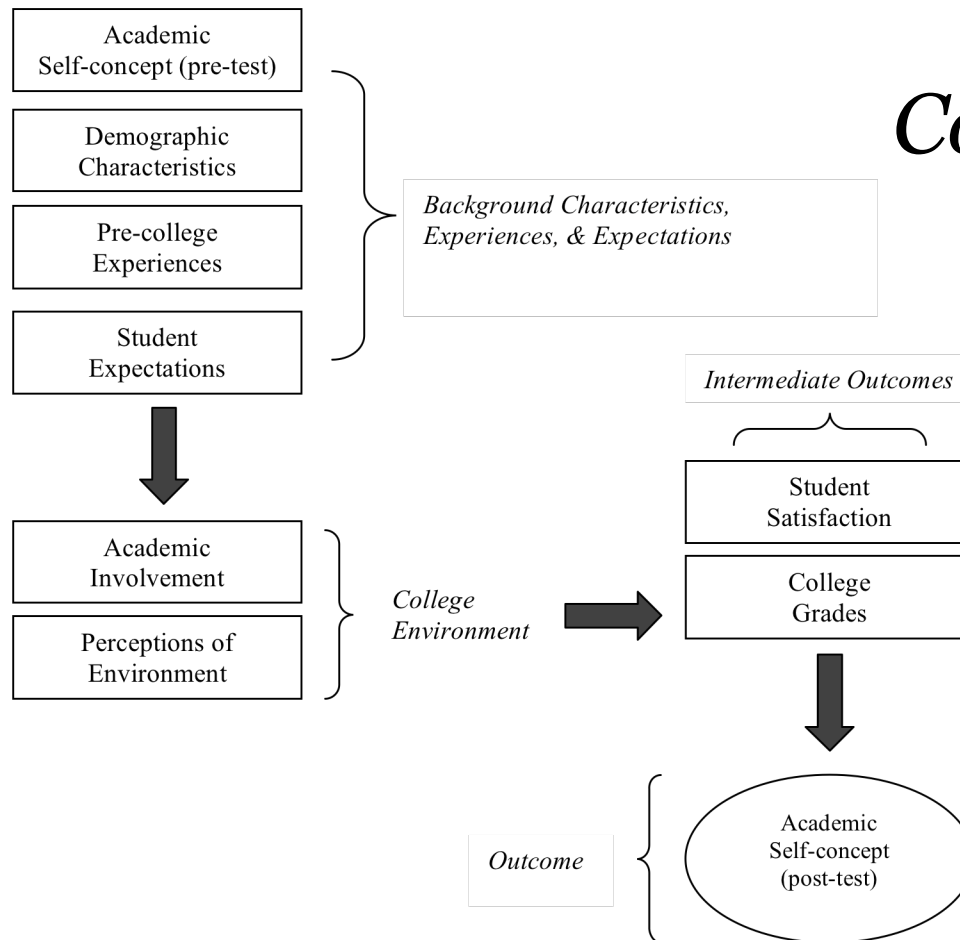 Academic
Self-concept (pre-test)
Demographic
Characteristics
Pre-college
Experiences
Student
Expectations
Background Characteristics,
Experiences, & Expectations
Intermediate Outcomes
Student
Satisfaction
College
Grades
Academic
Involvement
Perceptions of
Environment
College
Environment
Outcome
Academic
Self-concept
(post-test)